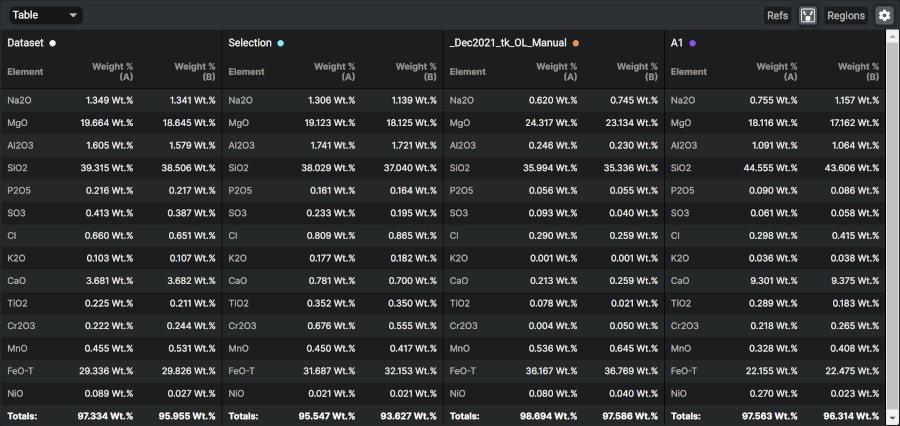 Table Refs Regions
Dataset Selection _Dec2021_tk_OL_Manual A1
Element Weight % (A) Weight % (B) Element Weight % (A) Weight % (B) Element Weight % (A) Weight % (B) Element Weight % (A) Weight % (B)
Na2O 1.349 Wt.% 1.341 Wt.% Na2O 1.306 Wt.% 1.139 Wt.% Na2O 0.620 Wt.% 0.745 Wt.% Na2O 0.755 Wt.% 1.157 Wt.%
MgO 19.664 Wt.% 18.645 Wt.% MgO 19.123 Wt.% 18.125 Wt.% MgO 24.317 Wt.% 23.134 Wt.% MgO 18.116 Wt.% 17.162 Wt.%
Al2O3 1.605 Wt.% 1.579 Wt.% Al2O3 1.741 Wt.% 1.721 Wt.% Al2O3 0.246 Wt.% 0.230 Wt.% Al2O3 1.091 Wt.% 1.064 Wt.%
SiO2 39.315 Wt.% 38.506 Wt.% SiO2 38.029 Wt.% 37.040 Wt.% SiO2 35.994 Wt.% 35.336 Wt.% SiO2 44.555 Wt.% 43.606 Wt.%
P2O5 0.216 Wt.% 0.217 Wt.% P2O5 0.161 Wt.% 0.164 Wt.% P2O5 0.056 Wt.% 0.055 Wt.% P2O5 0.090 Wt.% 0.086 Wt.%
SO3 0.413 Wt.% 0.387 Wt.% SO3 0.233 Wt.% 0.195 Wt.% SO3 0.093 Wt.% 0.040 Wt.% SO3 0.061 Wt.% 0.058 Wt.%
Cl 0.660 Wt.% 0.651 Wt.% Cl 0.809 Wt.% 0.865 Wt.% Cl 0.290 Wt.% 0.259 Wt.% Cl 0.298 Wt.% 0.415 Wt.%
K2O 0.103 Wt.% 0.107 Wt.% K2O 0.177 Wt.% 0.182 Wt.% K2O 0.001 Wt.% 0.001 Wt.% K2O 0.036 Wt.% 0.038 Wt.%
CaO 3.681 Wt.% 3.682 Wt.% CaO 0.781 Wt.% 0.700 Wt.% CaO 0.213 Wt.% 0.259 Wt.% CaO 9.301 Wt.% 9.375 Wt.%
TiO2 0.225 Wt.% 0.211 Wt.% TiO2 0.352 Wt.% 0.350 Wt.% TiO2 0.078 Wt.% 0.021 Wt.% TiO2 0.289 Wt.% 0.183 Wt.%
Cr2O3 0.222 Wt.% 0.244 Wt.% Cr2O3 0.676 Wt.% 0.555 Wt.% Cr2O3 0.004 Wt.% 0.050 Wt.% Cr2O3 0.218 Wt.% 0.265 Wt.%
MnO 0.455 Wt.% 0.531 Wt.% MnO 0.450 Wt.% 0.417 Wt.% MnO 0.536 Wt.% 0.645 Wt.% MnO 0.328 Wt.% 0.408 Wt.%
FeO-T 29.336 Wt.% 29.826 Wt.% FeO-T 31.687 Wt.% 32.153 Wt.% FeO-T 36.167 Wt.% 36.769 Wt.% FeO-T 22.155 Wt.% 22.475 Wt.%
NiO 0.089 Wt.% 0.027 Wt.% NiO 0.021 Wt.% 0.021 Wt.% NiO 0.080 Wt.% 0.040 Wt.% NiO 0.270 Wt.% 0.023 Wt.%
Totals: 97.334 Wt.% 95.955 Wt.% Totals: 95.547 Wt.% 93.627 Wt.% Totals: 98.694 Wt.% 97.586 Wt.% Totals: 97.563 Wt.% 96.314 Wt.%